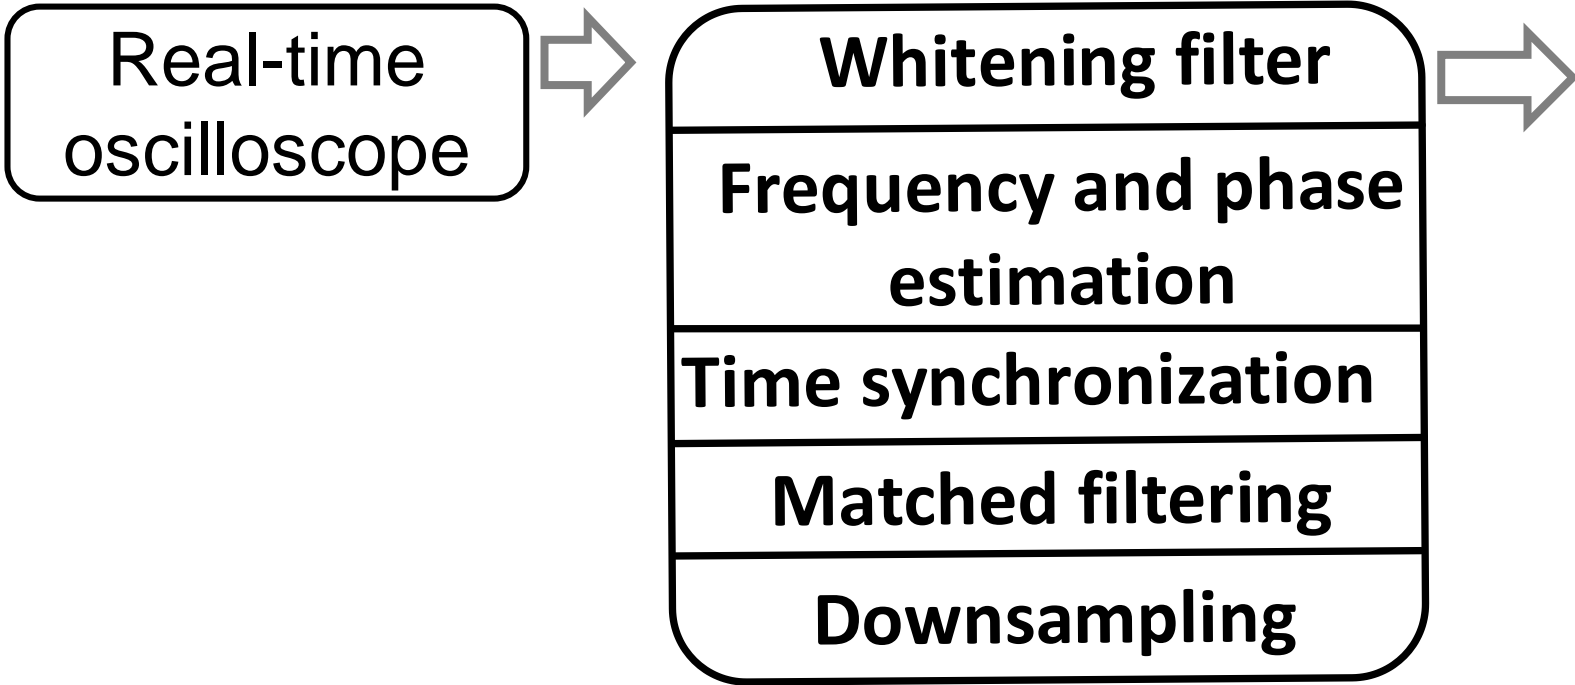 Real-time
oscilloscope
Whitening filter
Frequency and phase
estimation
Time synchronization
Matched filtering
Downsampling